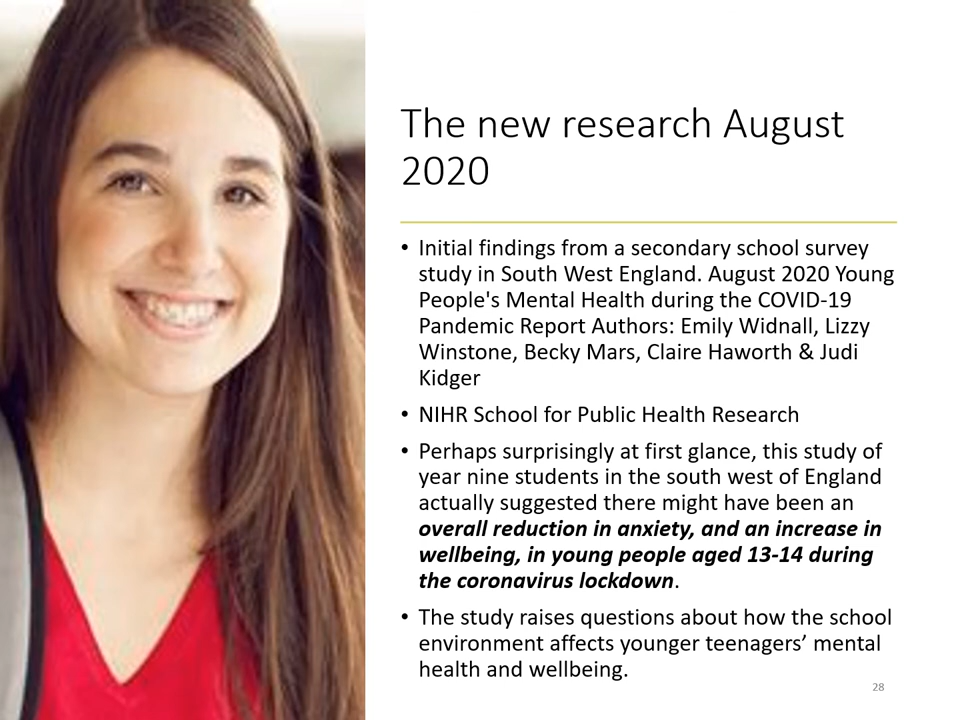 The new research August
2020
• Initial findings from a secondary school survey
study in South West England. August 2020 Young
People's Mental Health during the COVID-19
Pandemic Report Authors: Emily Widnall, Lizzy
Winstone, Becky Mars, Claire Haworth & Judi
Kidger
• NIHR School for Public Health Research
• Perhaps surprisingly at first glance, this study of
year nine students in the south west of England
actually suggested there might have been an
overall reduction in anxiety, and an increase in
wellbeing, in young people aged 13-14 during
the coronavirus lockdown.
• The study raises questions about how the school
environment affects younger teenagers’ mental
health and wellbeing.
28